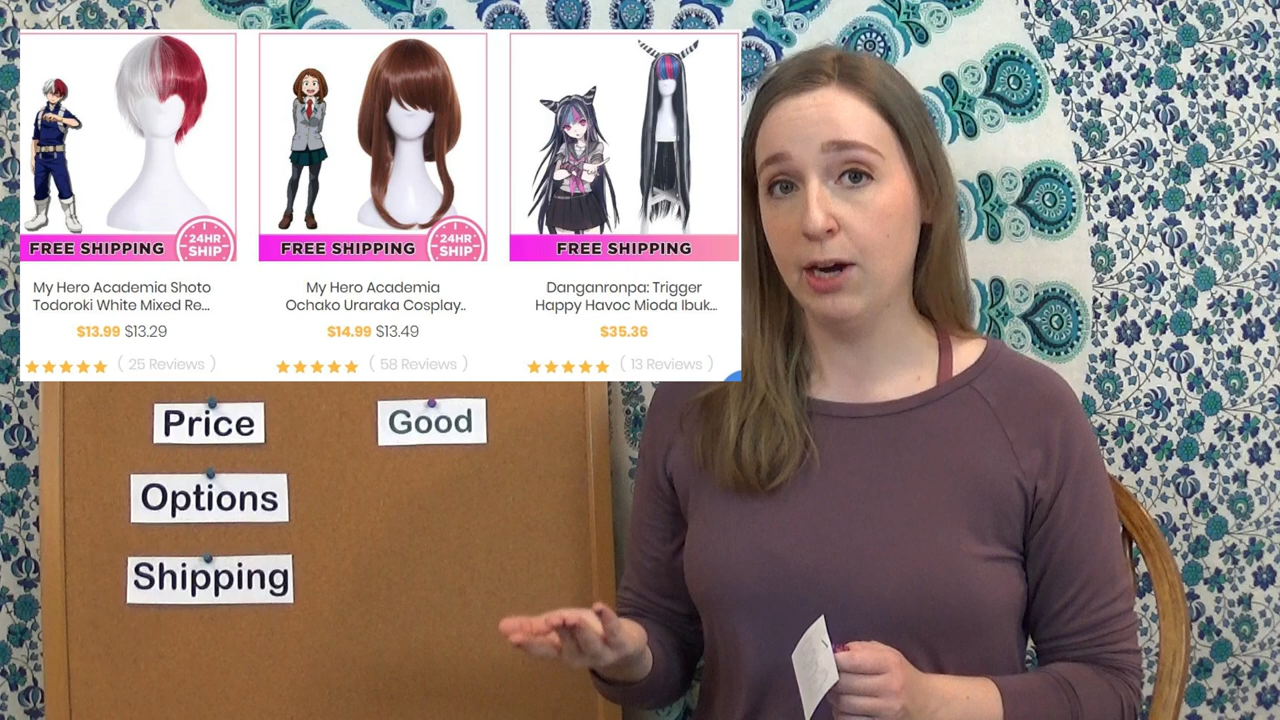 FREE SHIPPING
24HR
SHIP
My Hero Academia Shoto
Todoroki White Mixed Re...
$13.99 $13.29
( 25 Reviews )
FREE SHIPPING
24HR
SHIP
My Hero Academia
Ochako Uraraka Cosplay..
$14.99 $13.49
( 58 Reviews )
FREE SHIPPING
Danganronpa: Trigger
Happy Havoc Mioda Ibuk...
$35.36
( 13 Reviews )
Price
Good
Options
Shipping